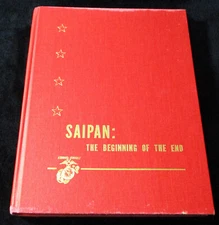 SAIPAN:
THE BEGINNING OF THE END